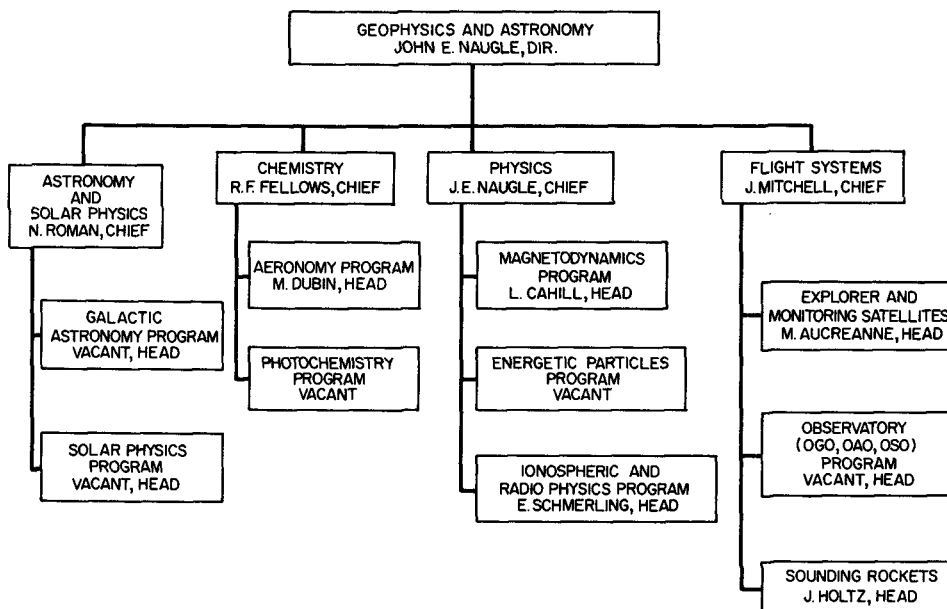 GEOPHYSICS AND ASTRONOMY
JOHN E. NAUGLE, DIR.
ASTRONOMY
AND
SOLAR PHYSICS
N. ROMAN, CHIEF
GALACTIC
ASTRONOMY PROGRAM
VACANT, HEAD
SOLAR PHYSICS
PROGRAM
VACANT, HEAD
CHEMISTRY
R.F. FELLOWS, CHIEF
AERONOMY PROGRAM
M. DUBIN, HEAD
PHOTOCHEMISTRY
PROGRAM
VACANT
PHYSICS
J.E. NAUGLE, CHIEF
MAGNETODYNAMICS
PROGRAM
L. CAHILL, HEAD
ENERGETIC PARTICLES
PROGRAM
VACANT
IONOSPHERIC AND
RADIO PHYSICS PROGRAM
E. SCHMERLING, HEAD
FLIGHT SYSTEMS
J. MITCHELL, CHIEF
EXPLORER AND
MONITORING SATELLITES
M. AUCREANNE, HEAD
OBSERVATORY
(OGO, OAO, OSO)
PROGRAM
VACANT, HEAD
SOUNDING ROCKETS
J. HOLTZ, HEAD